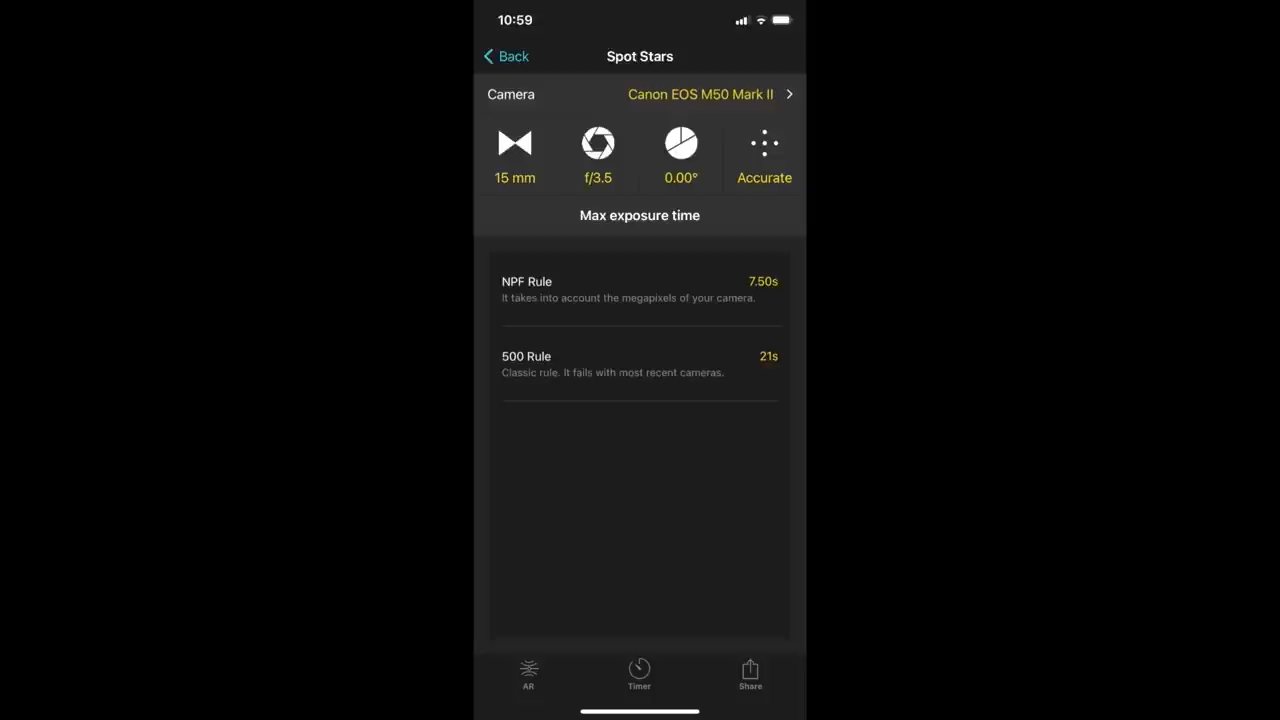 10:59
Back
Spot Stars
Camera
Canon EOS M50 Mark II
15 mm
f/3.5
0.00°
Accurate
Max exposure time
NPF Rule
7.50s
It takes into account the megapixels of your camera.
500 Rule
21s
Classic rule. It fails with most recent cameras.
AR
Timer
Share